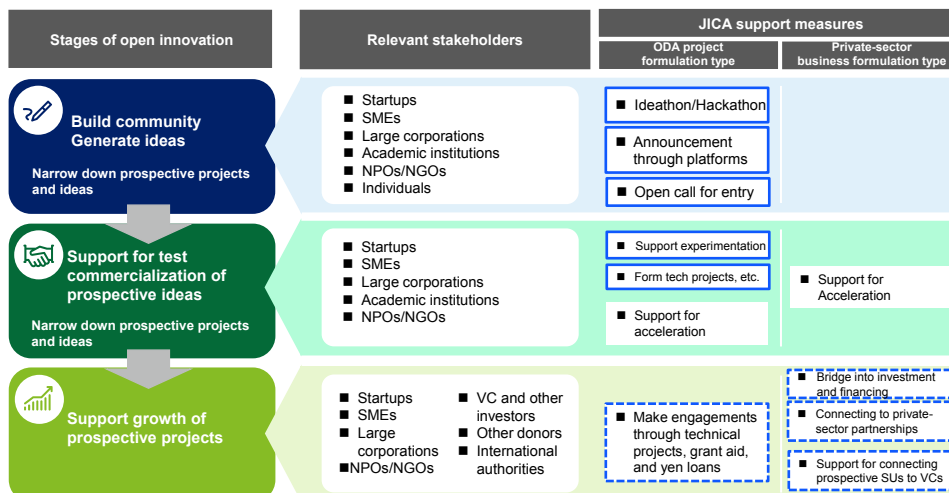 Stages of open innovation
Relevant stakeholders
JICA support measures
ODA project
formulation type
Private-sector
business formulation type
Build community
Generate ideas
Narrow down prospective projects
and ideas
■ Startups
■ SMEs
■ Large corporations
■ Academic institutions
■ NPOs/NGOs
■ Individuals
■ Ideathon/Hackathon
■ Announcement
through platforms
■ Open call for entry
Support for test
commercialization of
prospective ideas
Narrow down prospective projects
and ideas
■ Startups
■ SMEs
■ Large corporations
■ Academic institutions
■ NPOs/NGOs
■ Support experimentation
■ Form tech projects, etc.
■ Support for
acceleration
■ Support for
Acceleration
Support growth of
prospective projects
■ Startups
■ SMEs
■ Large
corporations
■NPOs/NGOs
■ VC and other
investors
■ Other donors
■ International
authorities
■ Make engagements
through technical
projects, grant aid,
and yen loans
■ Bridge into investment
and financing
■ Connecting to private-
sector partnerships
■ Support for connecting
prospective SUs to VCs